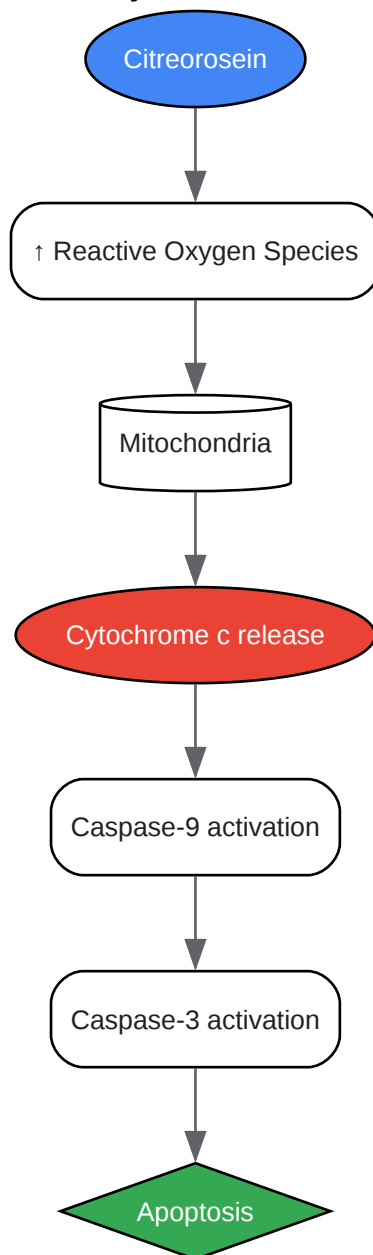 Citreorosein
↑ Reactive Oxygen Species
Mitochondria
Cytochrome c release
Caspase-9 activation
Caspase-3 activation
Apoptosis